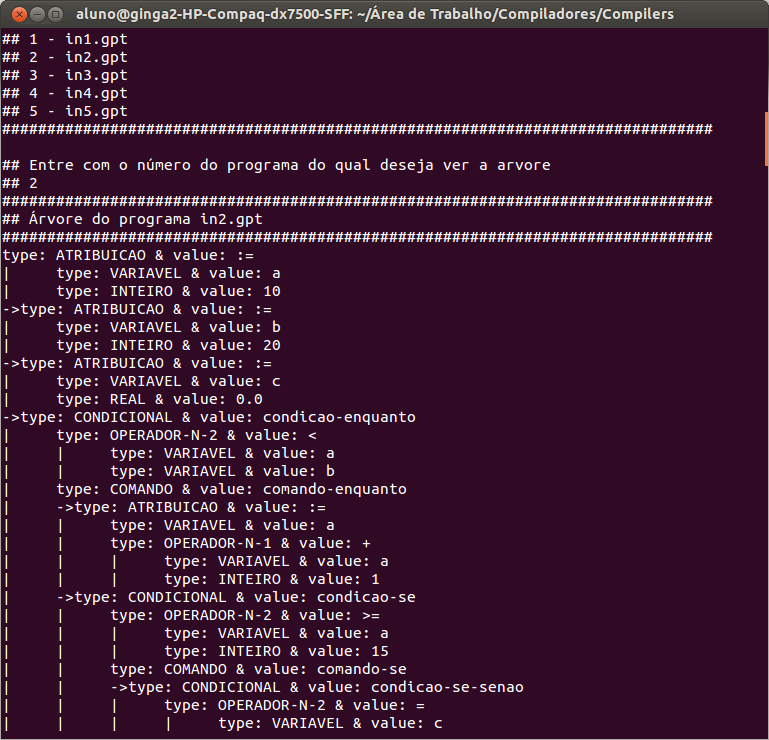 aluno@ginga2-HP-Compaq-dx7500-SFF: ~/Área de Trabalho/Compiladores/Compilers
## 1 - in1.gpt
## 2 - in2.gpt
## 3 - in3.gpt
## 4 - in4.gpt
## 5 - in5.gpt
###############################################################################
## Entre com o número do programa do qual deseja ver a arvore
## 2
###############################################################################
## Árvore do programa in2.gpt
###############################################################################
type: ATRIBUICAO & value: :=
|     type: VARIAVEL & value: a
|     type: INTEIRO & value: 10
->type: ATRIBUICAO & value: :=
|     type: VARIAVEL & value: b
|     type: INTEIRO & value: 20
->type: ATRIBUICAO & value: :=
|     type: VARIAVEL & value: c
|     type: REAL & value: 0.0
->type: CONDICIONAL & value: condicao-enquanto
|     type: OPERADOR-N-2 & value: <
|     |     type: VARIAVEL & value: a
|     |     type: VARIAVEL & value: b
|     type: COMANDO & value: comando-enquanto
|     ->type: ATRIBUICAO & value: :=
|     |     type: VARIAVEL & value: a
|     |     type: OPERADOR-N-1 & value: +
|     |     |     type: VARIAVEL & value: a
|     |     |     type: INTEIRO & value: 1
|     ->type: CONDICIONAL & value: condicao-se
|     |     type: OPERADOR-N-2 & value: >=
|     |     |     type: VARIAVEL & value: a
|     |     |     type: INTEIRO & value: 15
|     |     type: COMANDO & value: comando-se
|     |     ->type: CONDICIONAL & value: condicao-se-senao
|     |     |     type: OPERADOR-N-2 & value: =
|     |     |     |     type: VARIAVEL & value: c